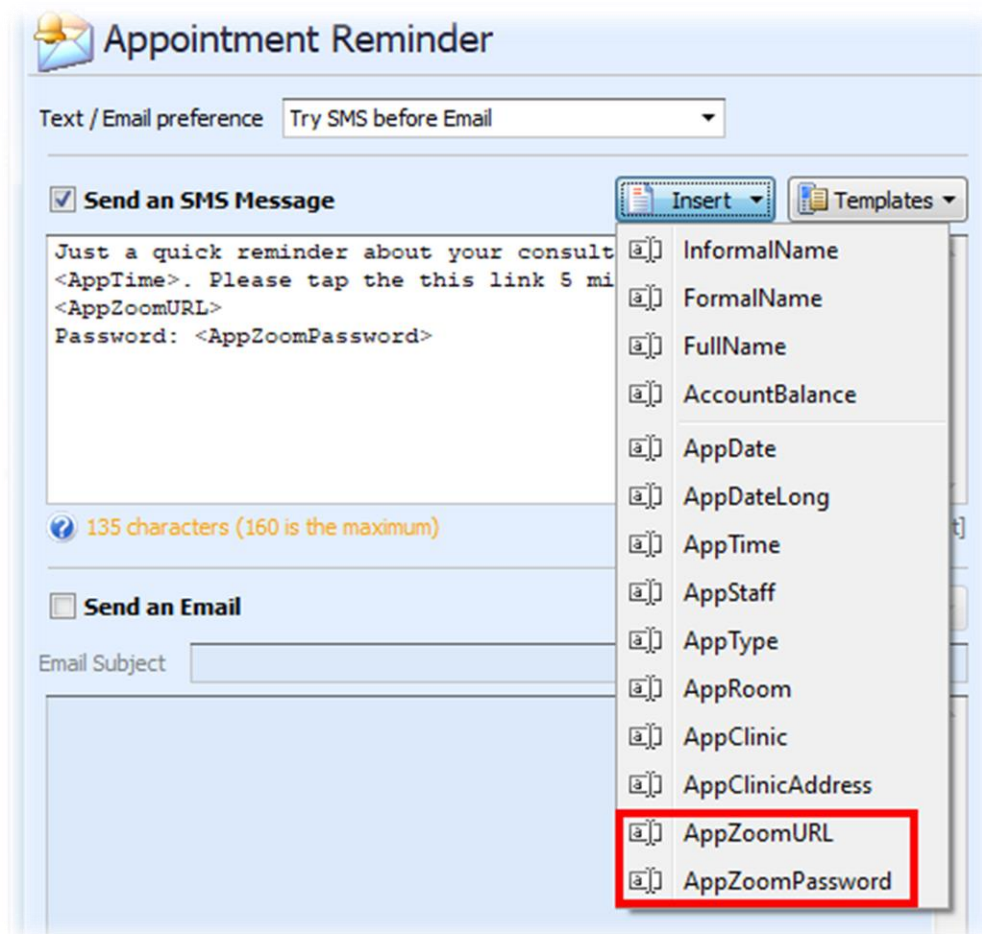 Appointment Reminder
Text / Email preference Try SMS before Email
Send an SMS Message
Insert
Templates
Just a quick reminder about your consult
<AppTime>. Please tap the this link 5 mi
<AppZoomURL>
Password: <AppZoomPassword>
135 characters (160 is the maximum)
t]
Send an Email
Email Subject
InformalName
FormalName
FullName
AccountBalance
AppDate
AppDateLong
AppTime
AppStaff
AppType
AppRoom
AppClinic
AppClinicAddress
AppZoomURL
AppZoomPassword